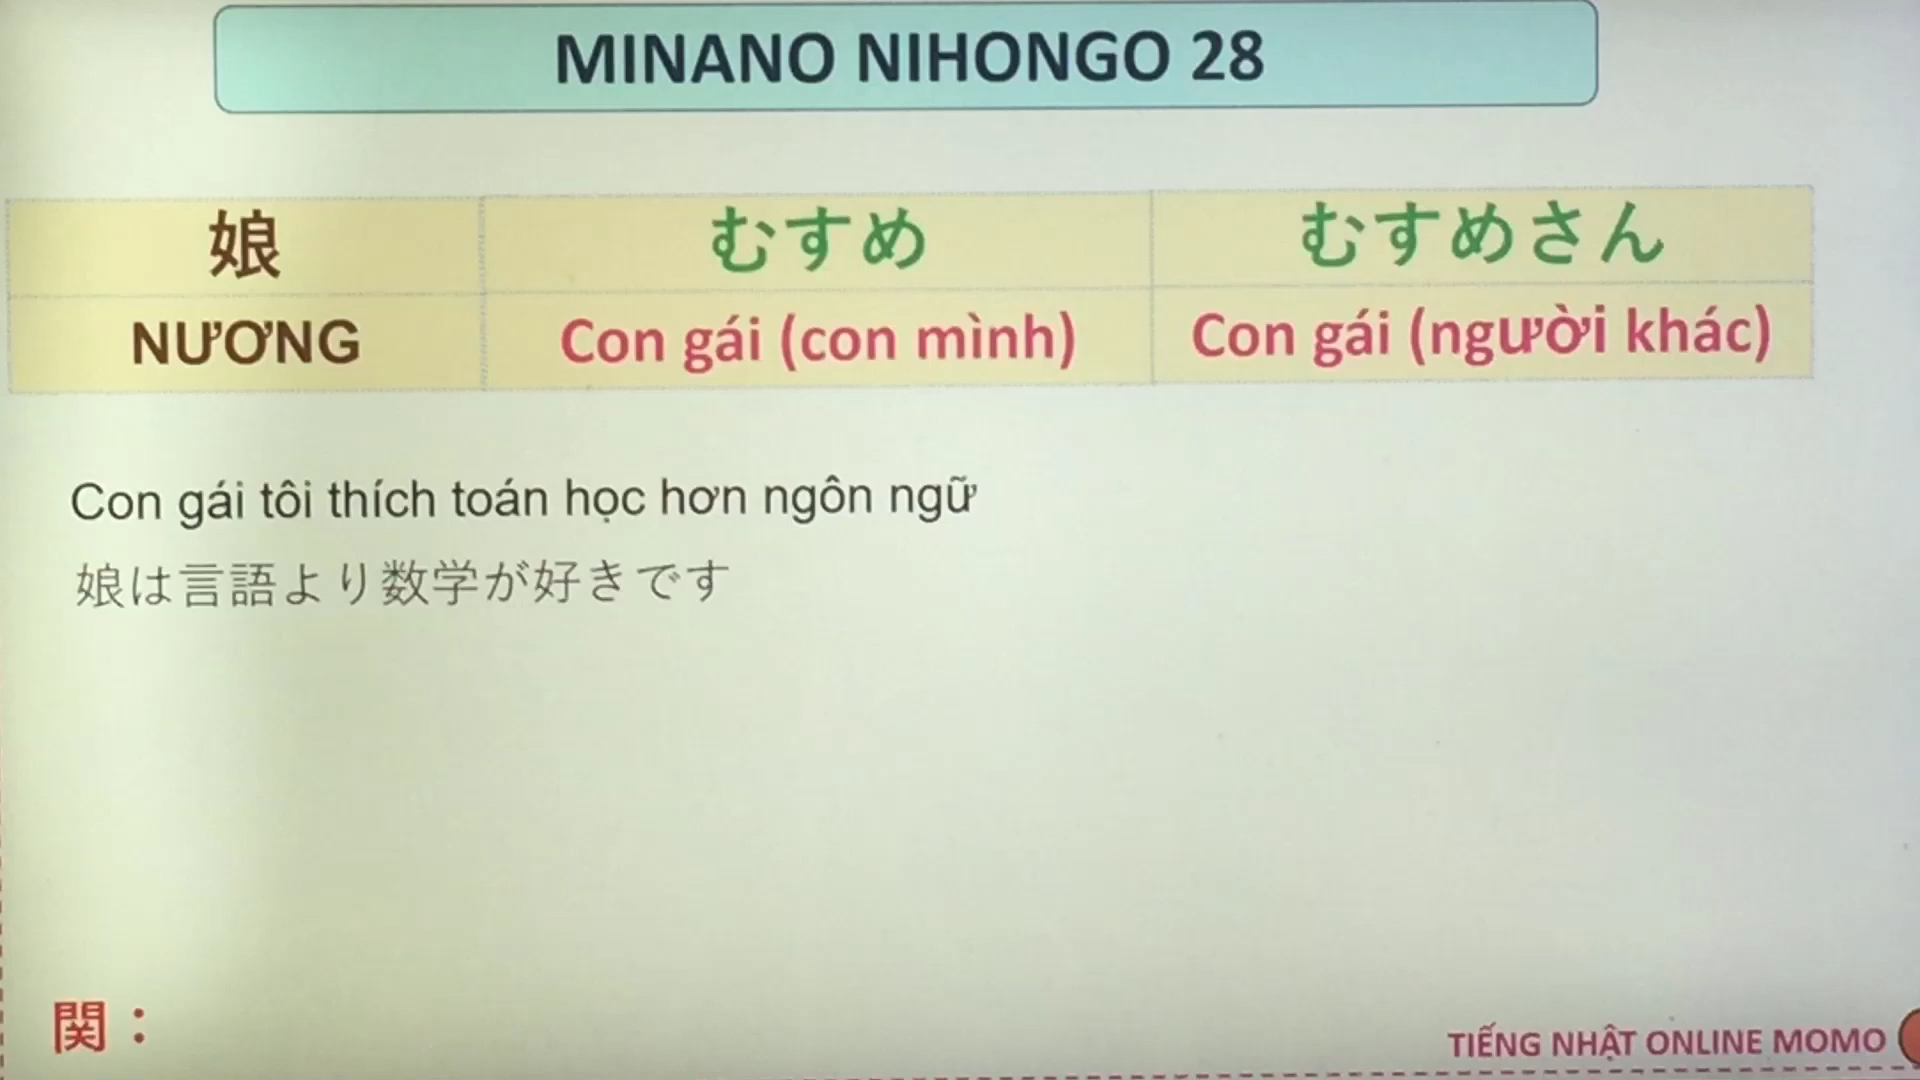 MINANO NIHONGO 28
娘 むすめ むすめさん
NƯƠNG Con gái (con mình) Con gái (người khác)
Con gái tôi thích toán học hơn ngôn ngữ
娘は言語より数学が好きです
関：
TIẾNG NHẬT ONLINE MOMO